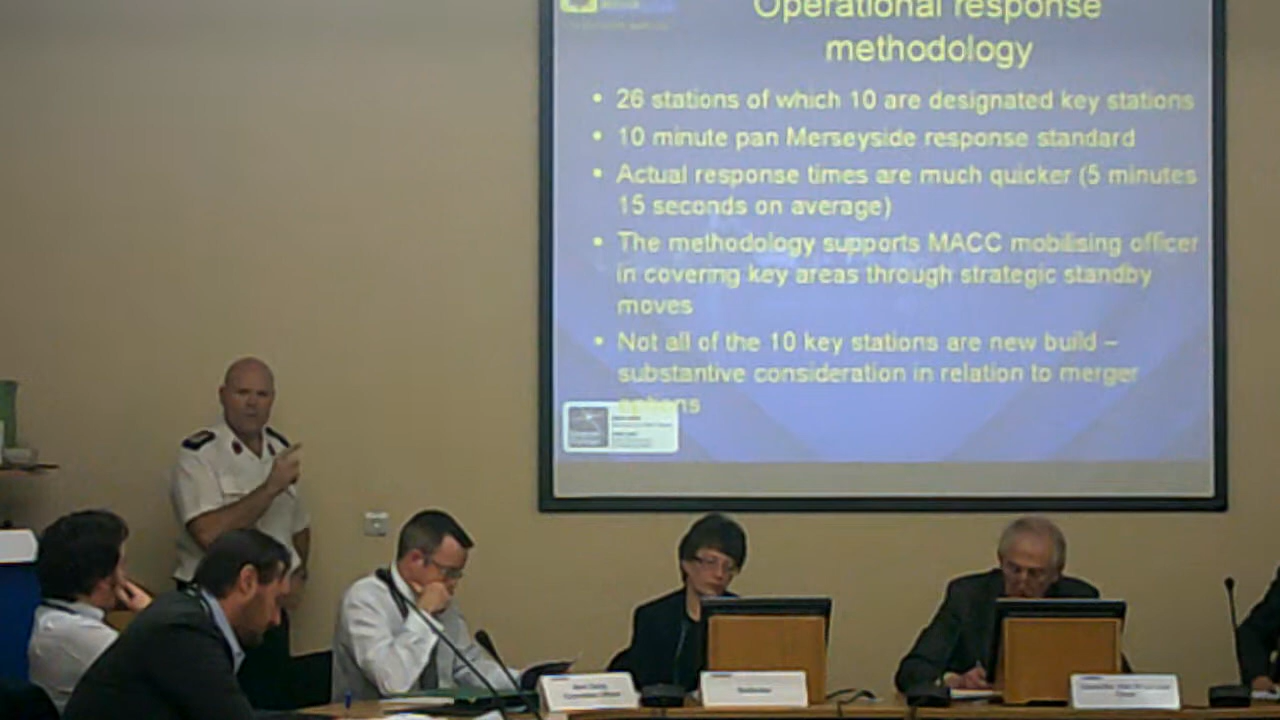 Operational response
methodology
• 26 stations of which 10 are designated key stations
• 10 minute pan Merseyside response standard
• Actual response times are much quicker (5 minutes
15 seconds on average)
• The methodology supports MACC mobilising officer
in covering key areas through strategic standby
moves
• Not all of the 10 key stations are new build –
substantive consideration in relation to merger
options